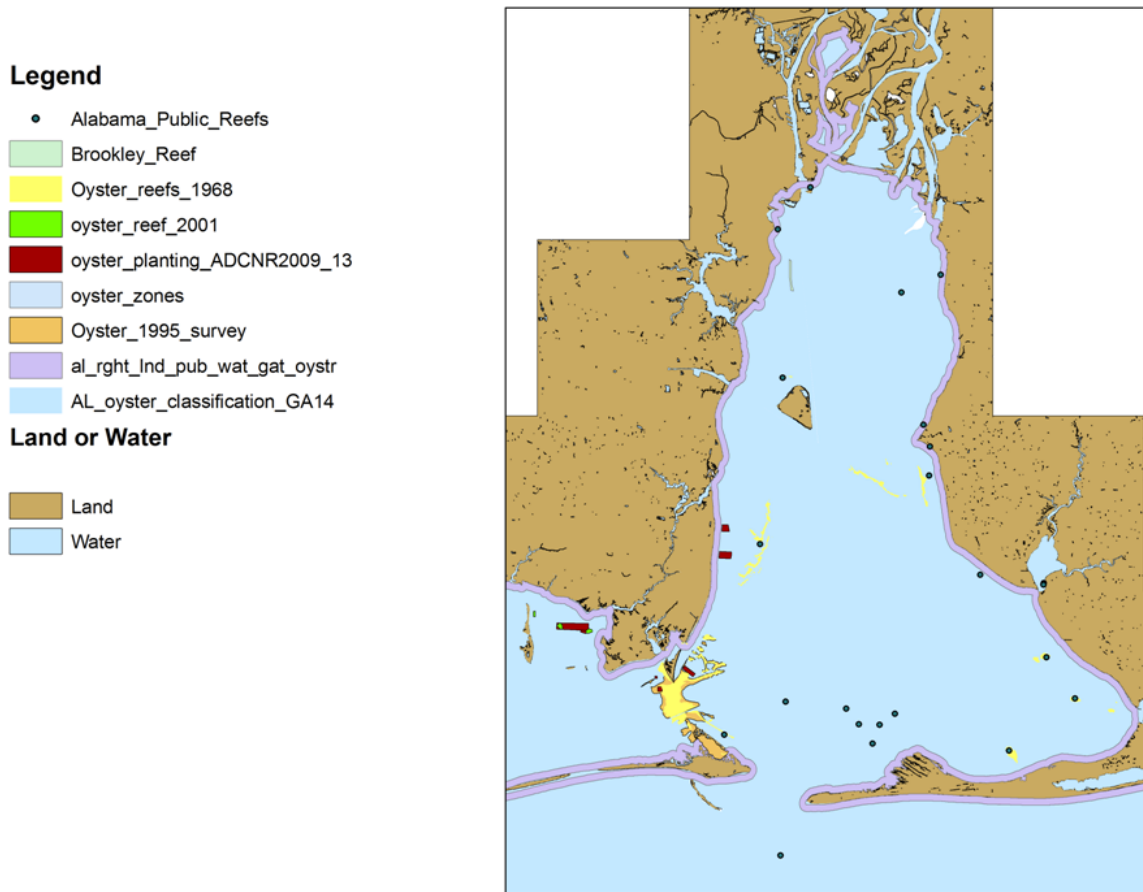 Legend
Alabama_Public_Reefs
Brookley_Reef
Oyster_reefs_1968
oyster_reef_2001
oyster_planting_ADCNR2009_13
oyster_zones
Oyster_1995_survey
al_rght_lnd_pub_wat_gat_oystr
AL_oyster_classification_GA14
Land or Water
Land
Water